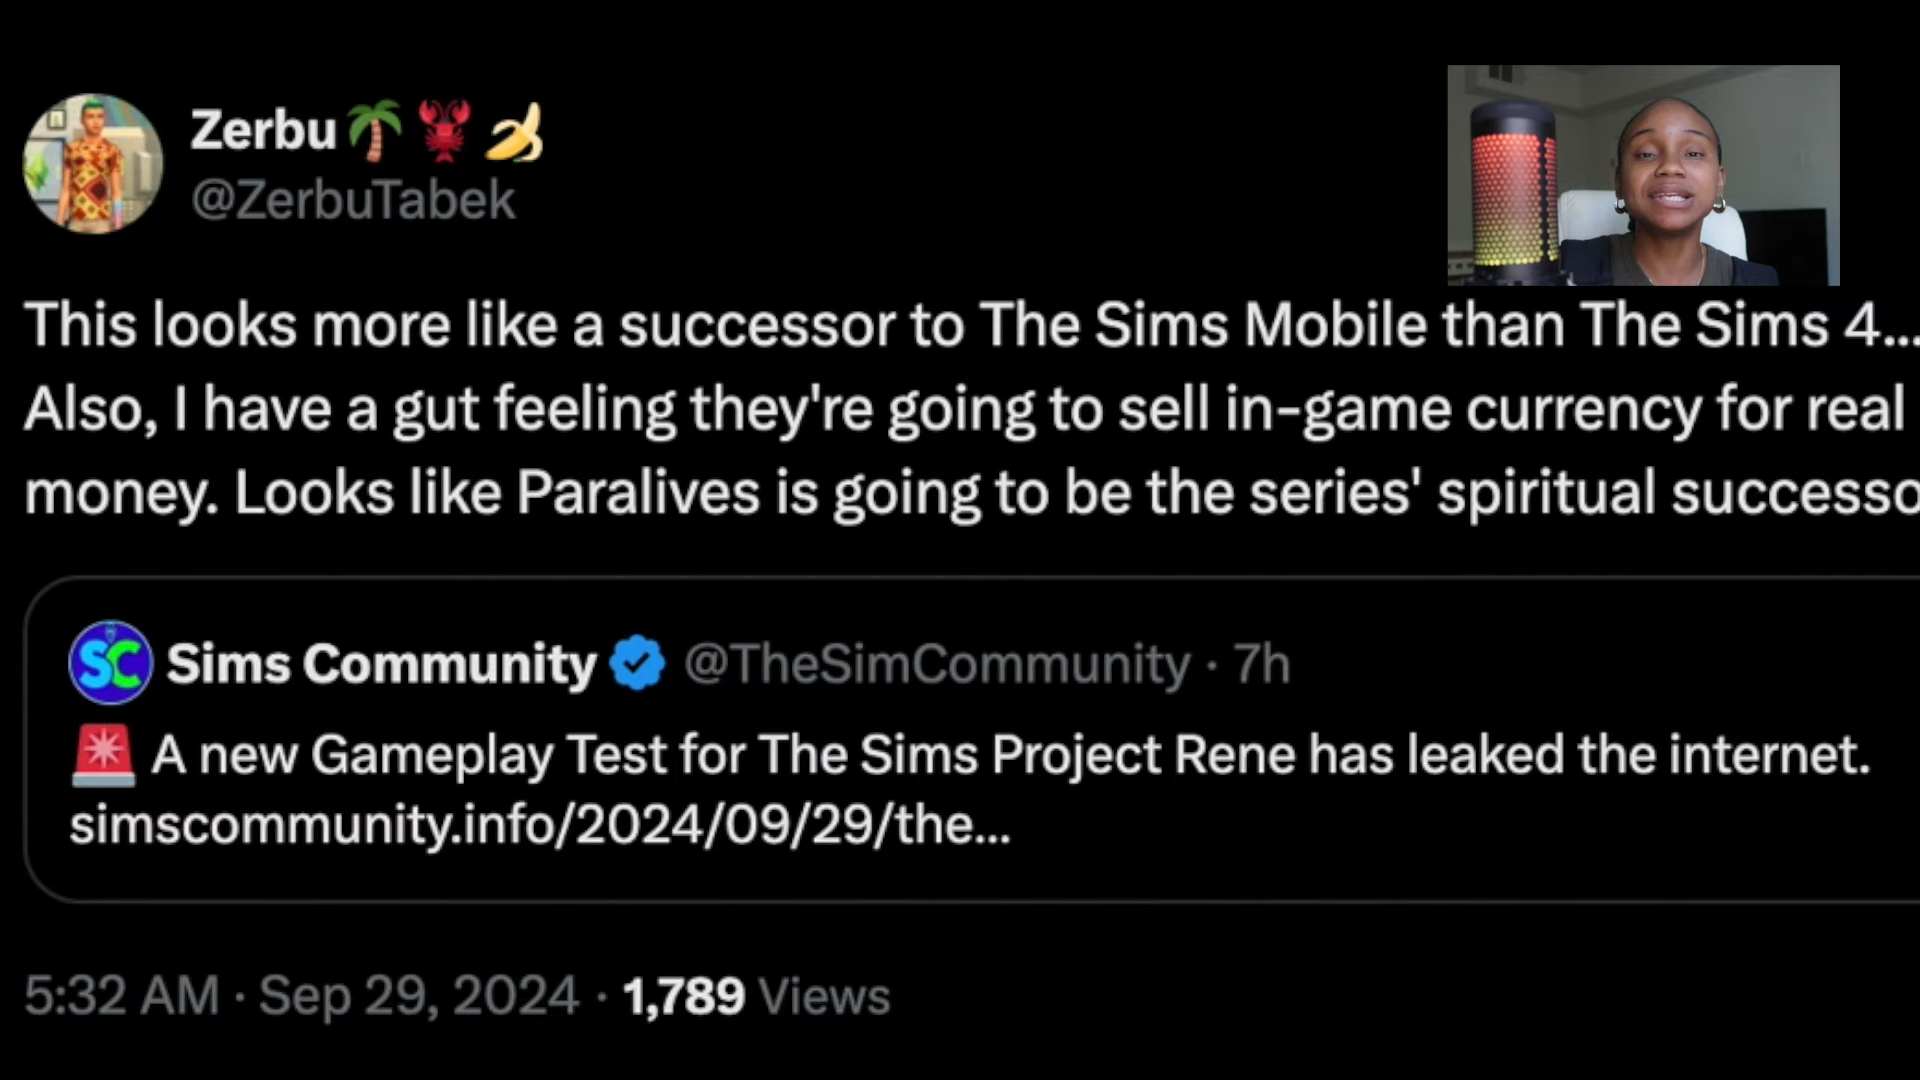 Zerbu🌴🦞🍌
@ZerbuTabek
This looks more like a successor to The Sims Mobile than The Sims 4...
Also, I have a gut feeling they're going to sell in-game currency for real
money. Looks like Paralives is going to be the series' spiritual successo
SC
Sims Community @TheSimCommunity · 7h
🚨 A new Gameplay Test for The Sims Project Rene has leaked the internet.
simscommunity.info/2024/09/29/the...
5:32 AM · Sep 29, 2024 · 1,789 Views